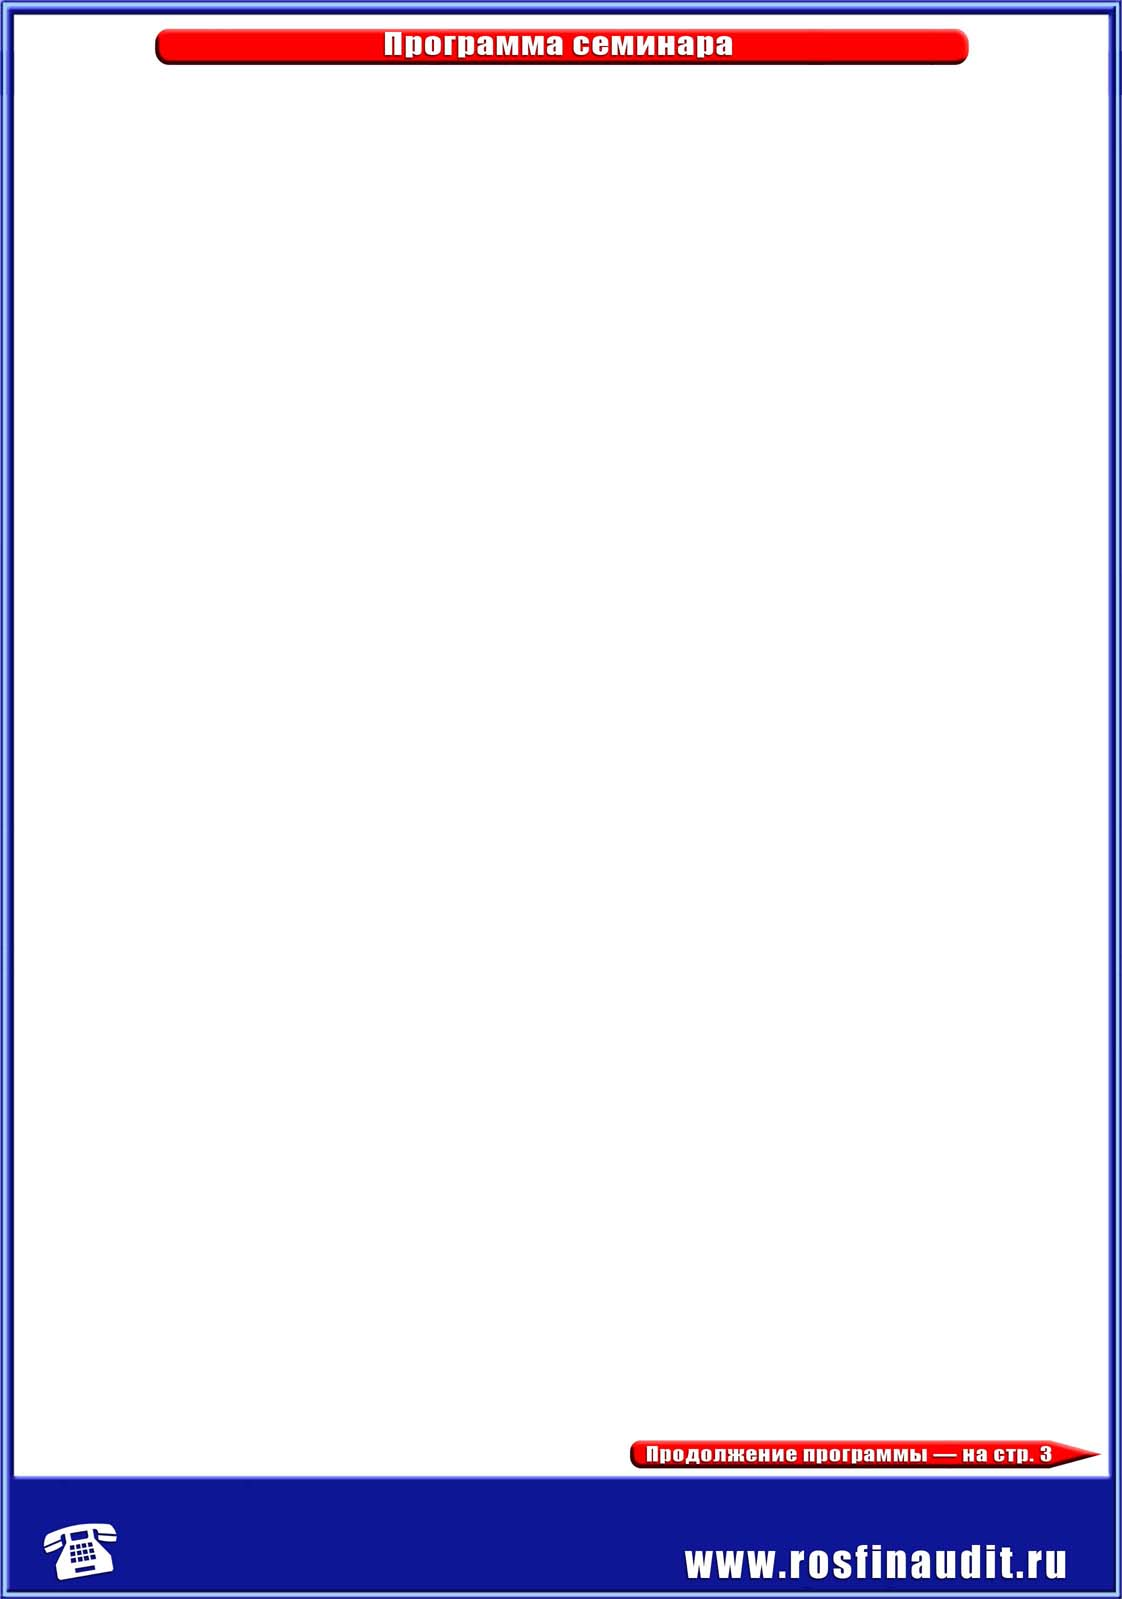 Программа семинара
Продолжение программы — на стр. 3
www.rosfinaudit.ru